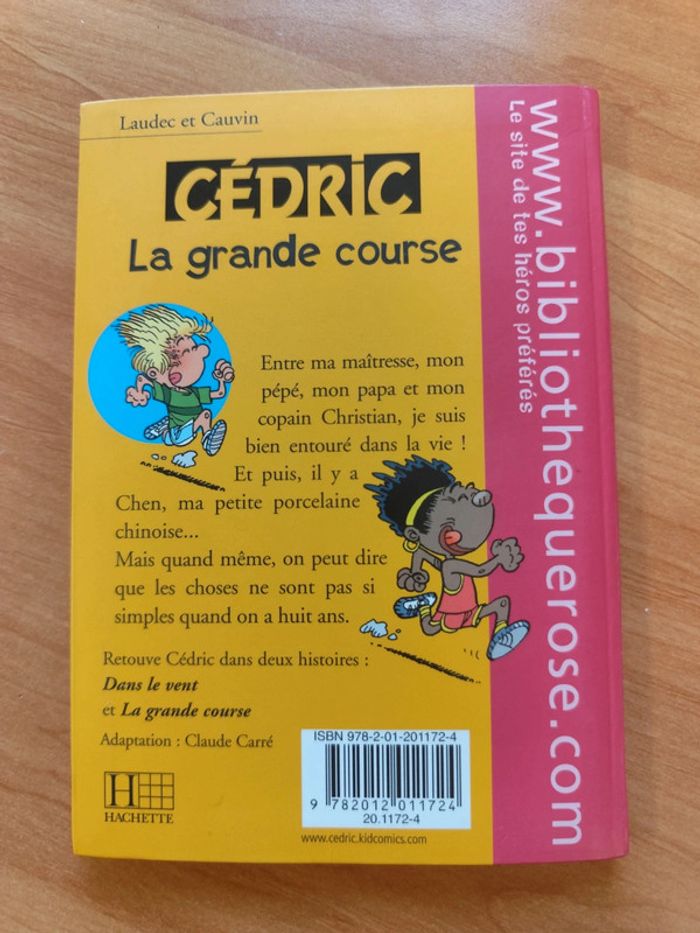 Laudec et Cauvin
CÉDRIC
La grande course
Entre ma maîtresse, mon
pépé, mon papa et mon
copain Christian, je suis
bien entouré dans la vie !
Et puis, il y a
Chen, ma petite porcelaine
chinoise...
Mais quand même, on peut dire
que les choses ne sont pas si
simples quand on a huit ans.
Retouve Cédric dans deux histoires :
Dans le vent
et La grande course
Adaptation : Claude Carré
H
HACHETTE
ISBN 978-2-01-201172-4
9 782012 011724
20.1172-4
www.cedric.kidcomics.com
www.bibliothequerose.com
Le site de tes héros préférés